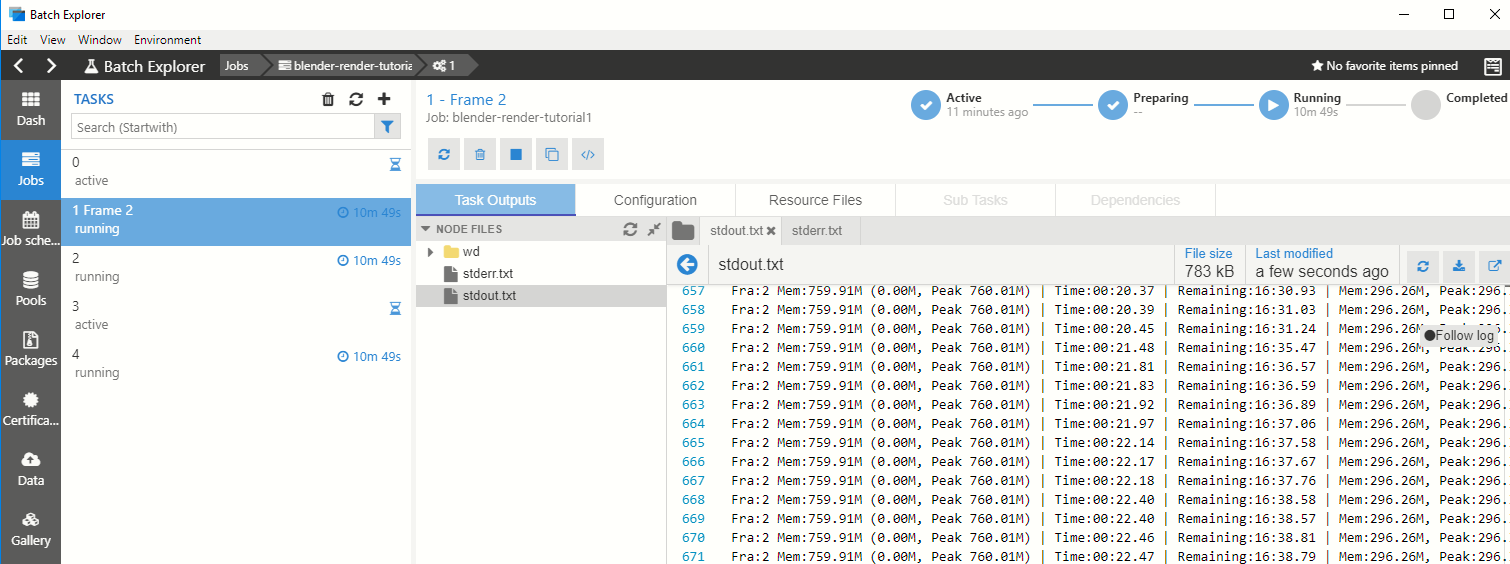 Batch Explorer
Edit View Window Environment
Batch Explorer Jobs blender-render-tutoria 1 No favorite items pinned
Dash
Jobs
Job sche...
Pools
Packages
Certifica...
Data
Gallery
TASKS
Search (Startwith)
0
active
1 Frame 2 10m 49s
running
2 10m 49s
running
3
active
4 10m 49s
running
1 - Frame 2
Job: blender-render-tutorial1
Active
11 minutes ago
Preparing
--
Running
10m 49s
Completed
Task Outputs Configuration Resource Files Sub Tasks Dependencies
NODE FILES
wd
stderr.txt
stdout.txt
stdout.txt stderr.txt
stdout.txt
File size
783 kB
Last modified
a few seconds ago
Follow log
657 Fra:2 Mem:759.91M (0.00M, Peak 760.01M) | Time:00:20.37 | Remaining:16:30.93 | Mem:296.26M, Peak:296.
658 Fra:2 Mem:759.91M (0.00M, Peak 760.01M) | Time:00:20.39 | Remaining:16:31.03 | Mem:296.26M, Peak:296.
659 Fra:2 Mem:759.91M (0.00M, Peak 760.01M) | Time:00:20.45 | Remaining:16:31.24 | Mem:296.26M, Peak:296.
660 Fra:2 Mem:759.91M (0.00M, Peak 760.01M) | Time:00:21.48 | Remaining:16:35.47 | Mem:296.26M, Peak:296.
661 Fra:2 Mem:759.91M (0.00M, Peak 760.01M) | Time:00:21.81 | Remaining:16:36.57 | Mem:296.26M, Peak:296.
662 Fra:2 Mem:759.91M (0.00M, Peak 760.01M) | Time:00:21.83 | Remaining:16:36.59 | Mem:296.26M, Peak:296.
663 Fra:2 Mem:759.91M (0.00M, Peak 760.01M) | Time:00:21.92 | Remaining:16:36.89 | Mem:296.26M, Peak:296.
664 Fra:2 Mem:759.91M (0.00M, Peak 760.01M) | Time:00:21.97 | Remaining:16:37.06 | Mem:296.26M, Peak:296.
665 Fra:2 Mem:759.91M (0.00M, Peak 760.01M) | Time:00:22.14 | Remaining:16:37.58 | Mem:296.26M, Peak:296.
666 Fra:2 Mem:759.91M (0.00M, Peak 760.01M) | Time:00:22.17 | Remaining:16:37.67 | Mem:296.26M, Peak:296.
667 Fra:2 Mem:759.91M (0.00M, Peak 760.01M) | Time:00:22.18 | Remaining:16:37.76 | Mem:296.26M, Peak:296.
668 Fra:2 Mem:759.91M (0.00M, Peak 760.01M) | Time:00:22.40 | Remaining:16:38.58 | Mem:296.26M, Peak:296.
669 Fra:2 Mem:759.91M (0.00M, Peak 760.01M) | Time:00:22.40 | Remaining:16:38.57 | Mem:296.26M, Peak:296.
670 Fra:2 Mem:759.91M (0.00M, Peak 760.01M) | Time:00:22.46 | Remaining:16:38.81 | Mem:296.26M, Peak:296.
671 Fra:2 Mem:759.91M (0.00M, Peak 760.01M) | Time:00:22.47 | Remaining:16:38.79 | Mem:296.26M, Peak:296.